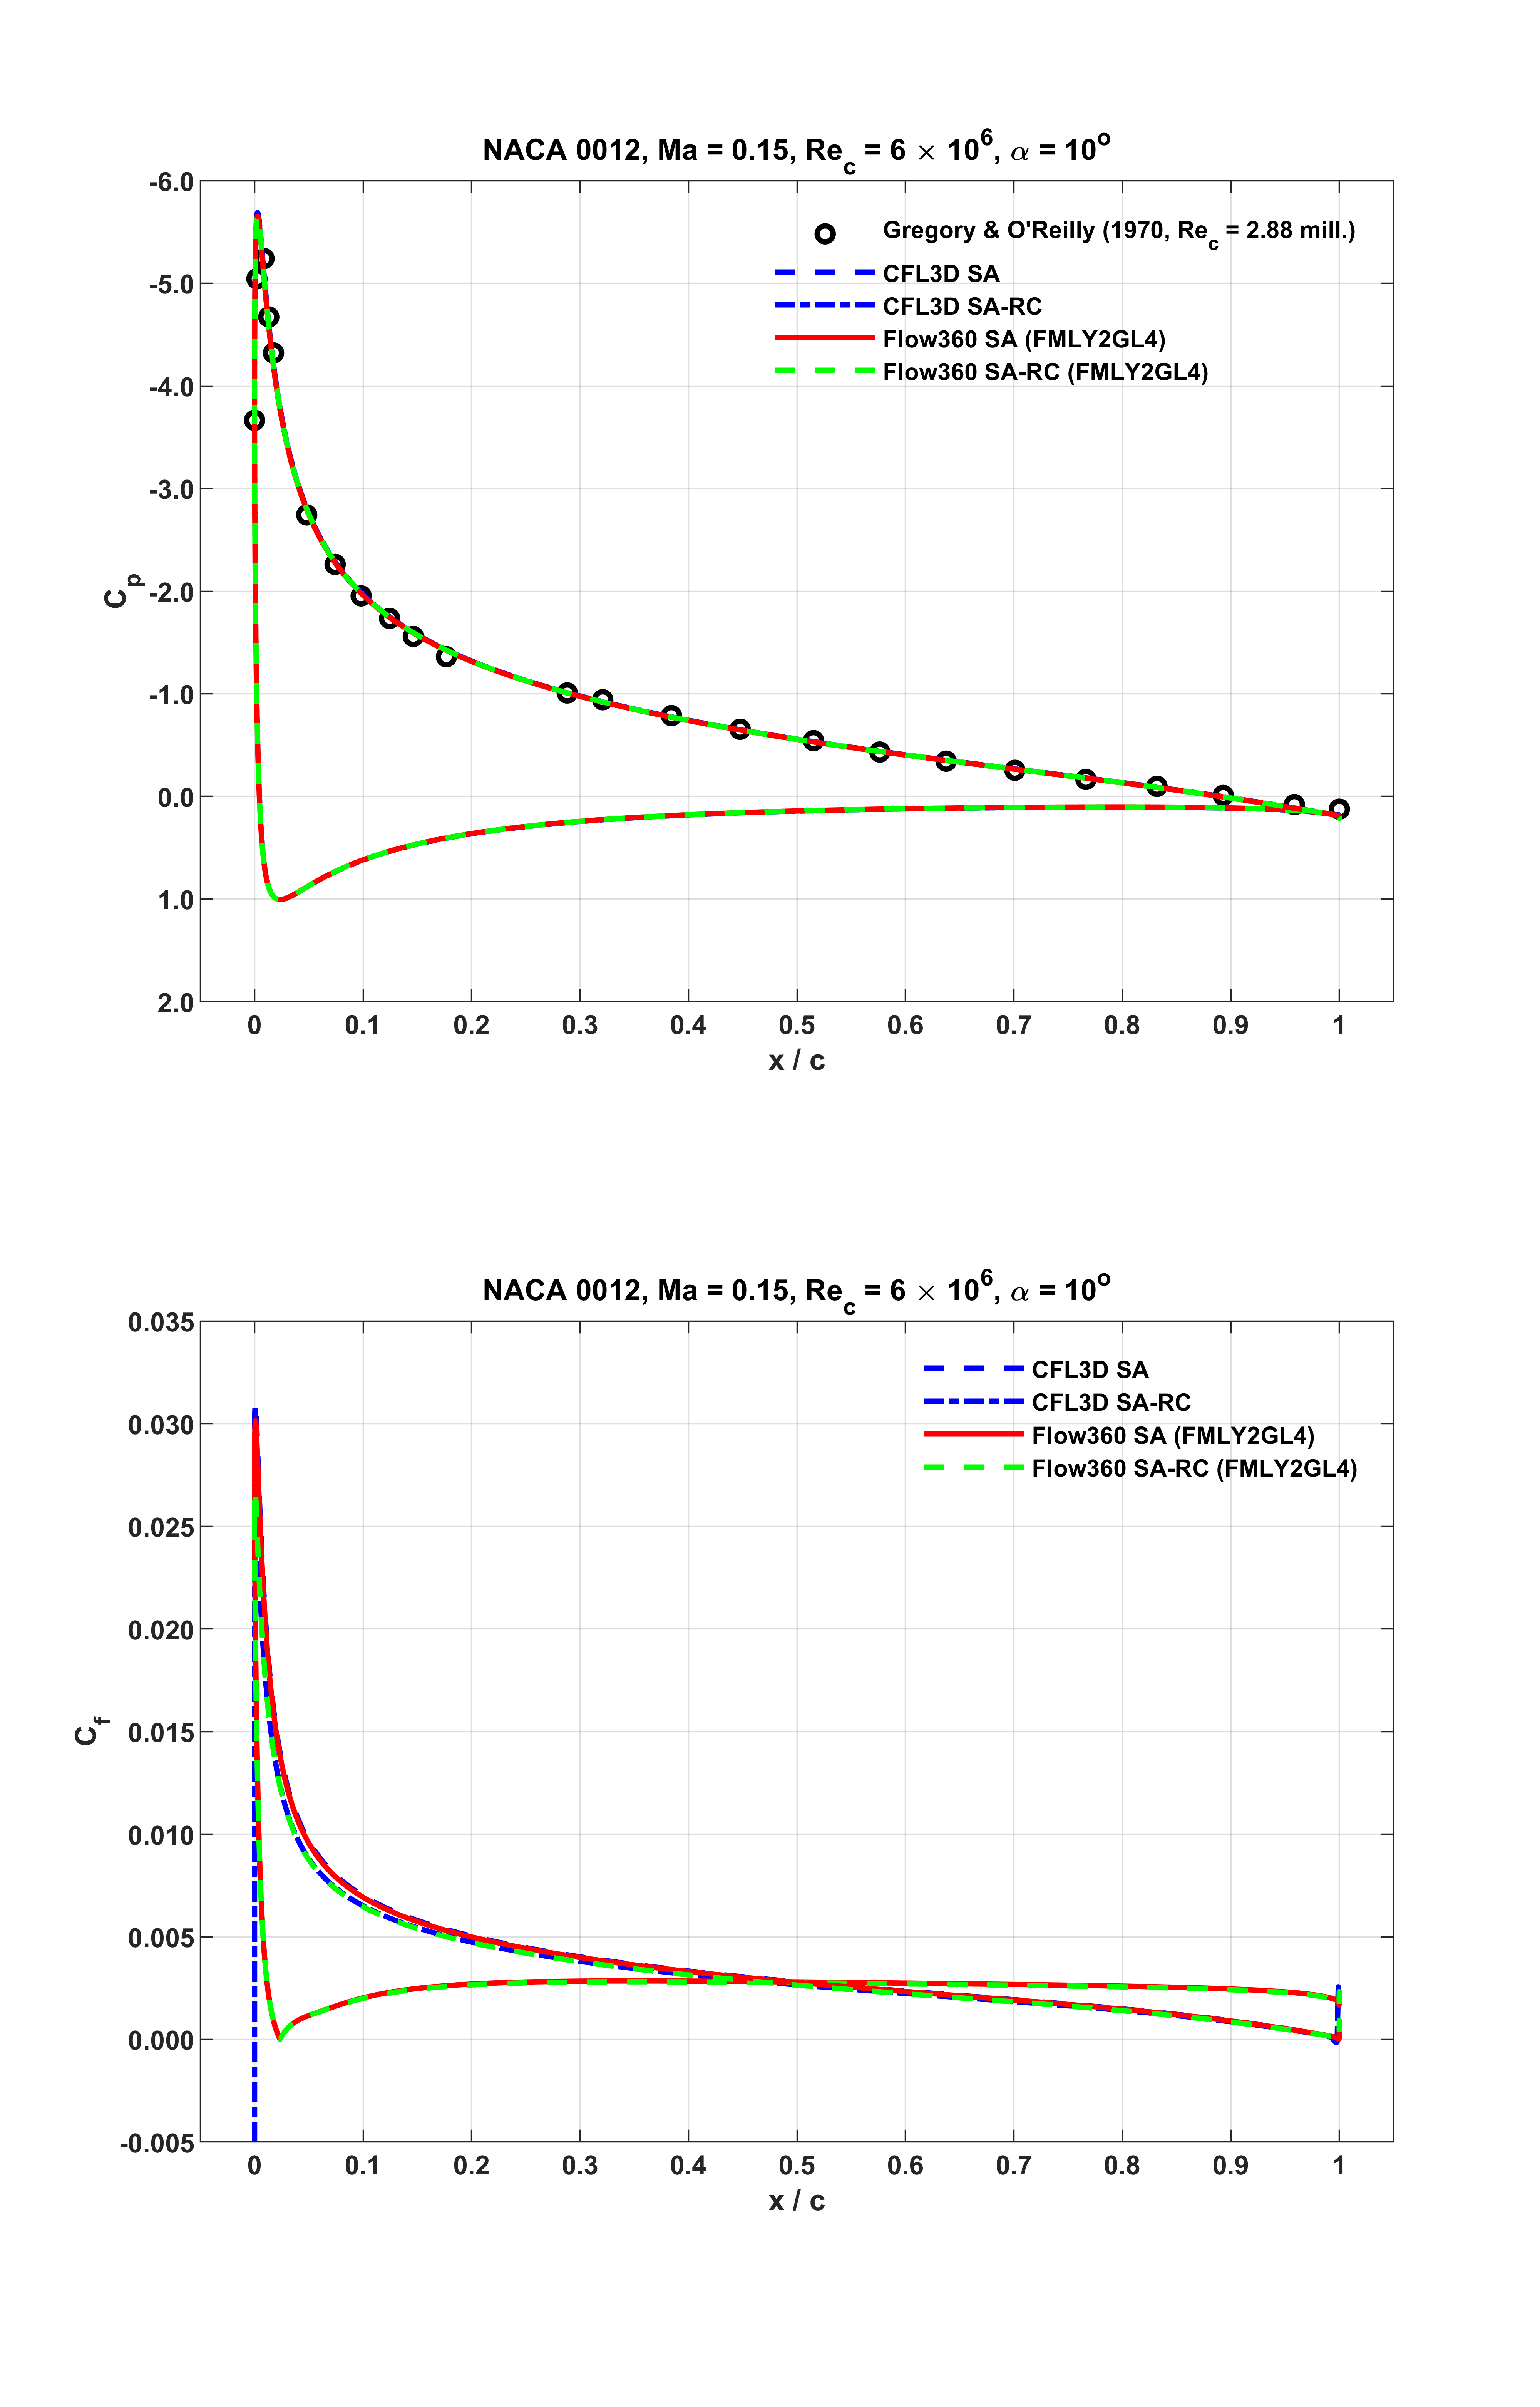 NACA 0012, Ma = 0.15, Re_c = 6 × 10^6, α = 10^o
-6.0
-5.0
-4.0
-3.0
-2.0
-1.0
0.0
1.0
2.0
C_p
Gregory & O'Reilly (1970, Re_c = 2.88 mill.)
CFL3D SA
CFL3D SA-RC
Flow360 SA (FMLY2GL4)
Flow360 SA-RC (FMLY2GL4)
0 0.1 0.2 0.3 0.4 0.5 0.6 0.7 0.8 0.9 1
x / c
NACA 0012, Ma = 0.15, Re_c = 6 × 10^6, α = 10^o
0.035
0.030
0.025
0.020
0.015
0.010
0.005
0.000
-0.005
C_f
CFL3D SA
CFL3D SA-RC
Flow360 SA (FMLY2GL4)
Flow360 SA-RC (FMLY2GL4)
0 0.1 0.2 0.3 0.4 0.5 0.6 0.7 0.8 0.9 1
x / c